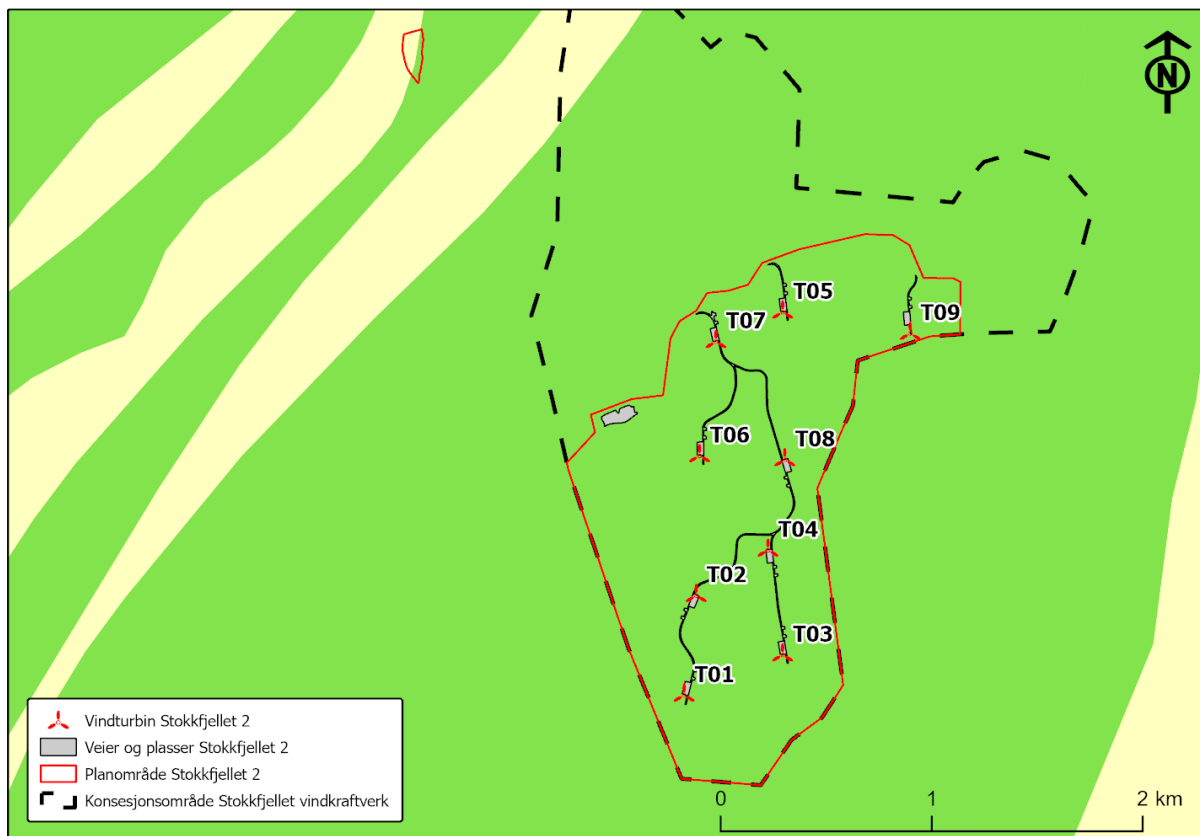 N
T05
T09
T07
T06
T08
T04
T02
T03
T01
Vindturbin Stokkfjellet 2
Veier og plasser Stokkfjellet 2
Planområde Stokkfjellet 2
Konsesjonsområde Stokkfjellet vindkraftverk
0 1 2 km